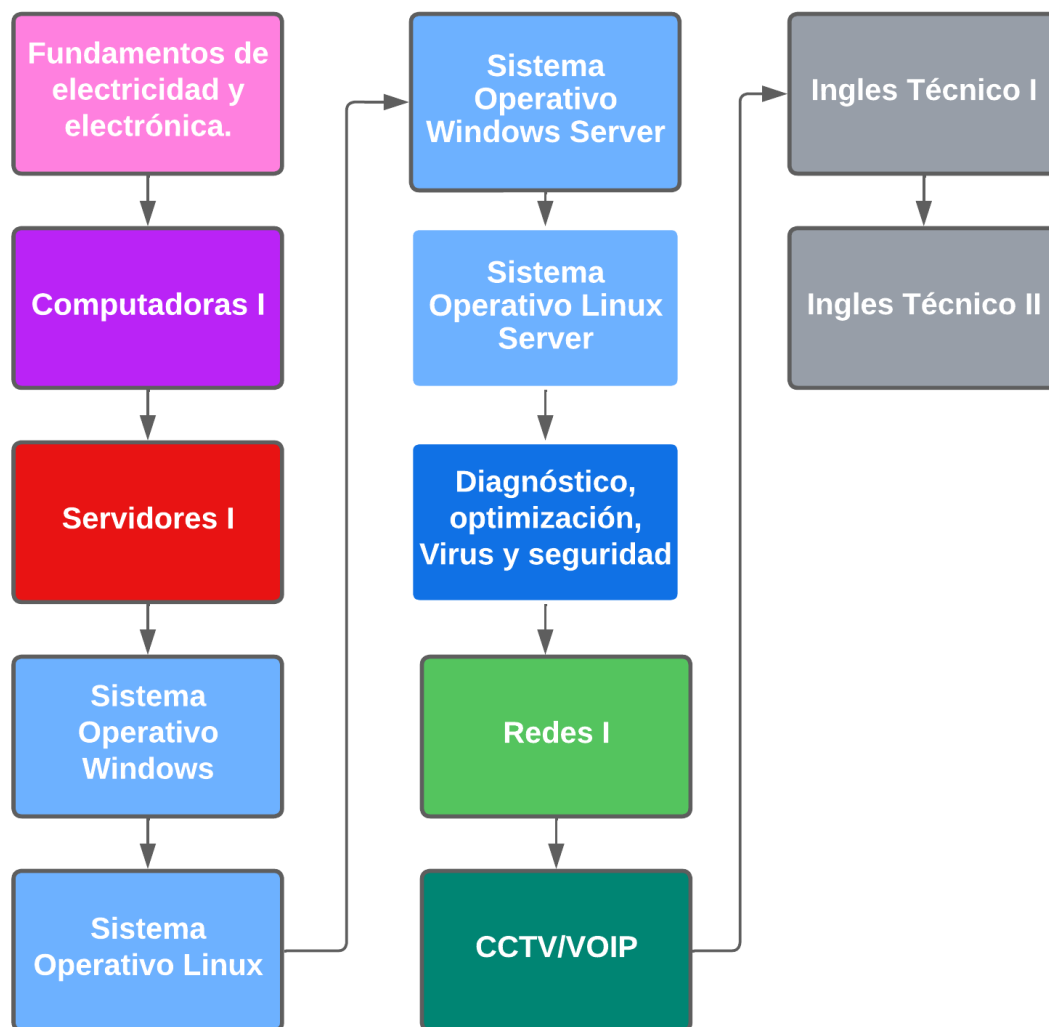 Fundamentos de
electricidad y
electrónica.
Computadoras I
Servidores I
Sistema
Operativo
Windows
Sistema
Operativo Linux
Sistema
Operativo
Windows Server
Sistema
Operativo Linux
Server
Diagnóstico,
optimización,
Virus y seguridad
Redes I
CCTV/VOIP
Ingles Técnico I
Ingles Técnico II